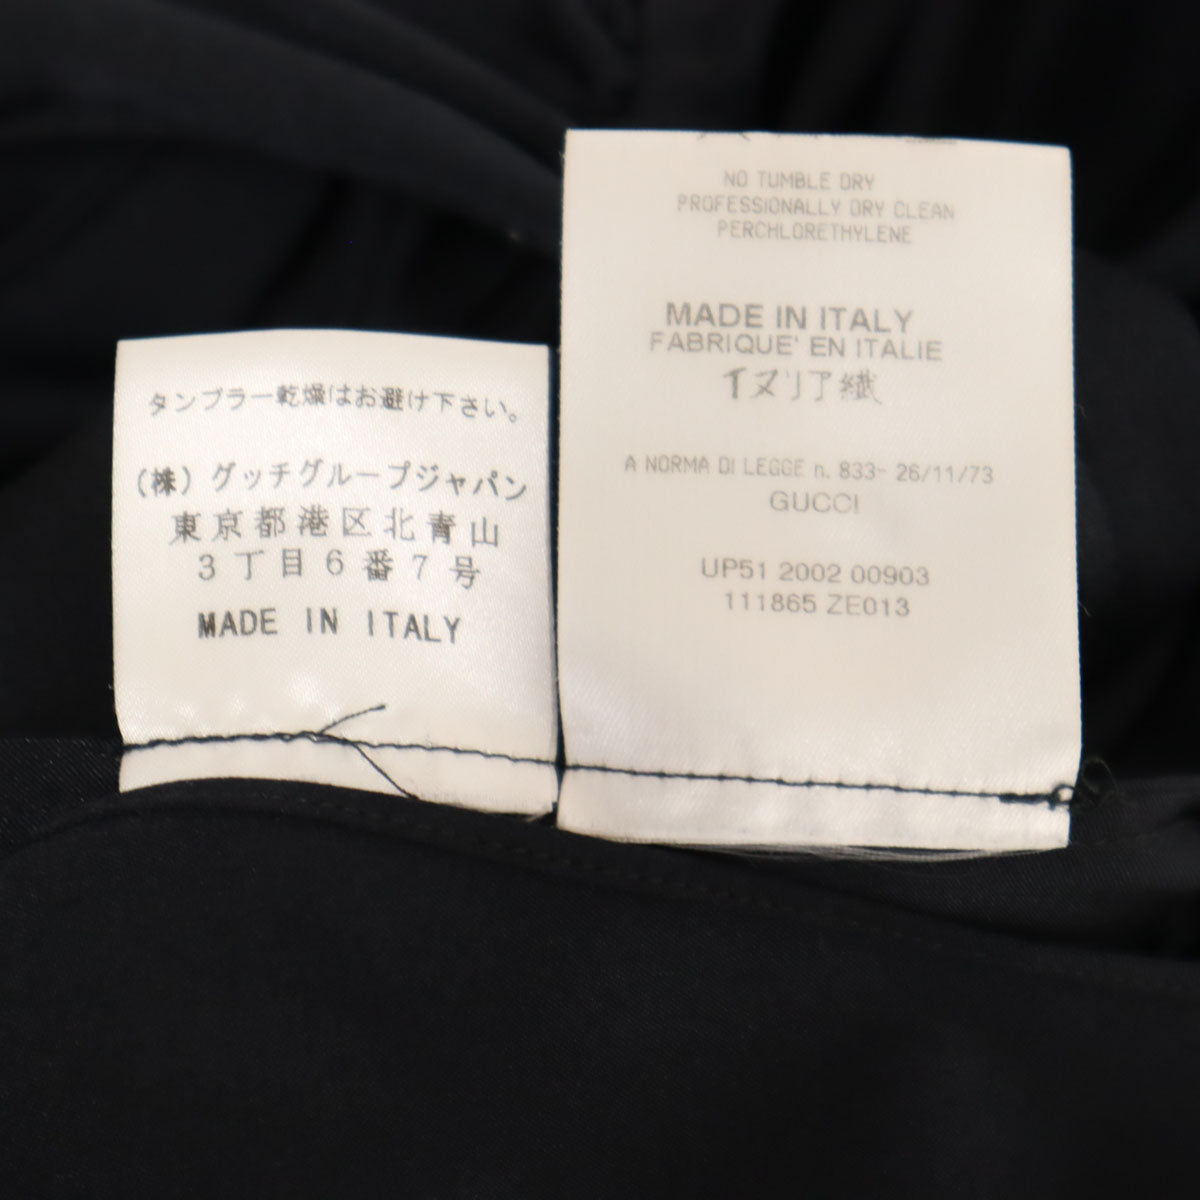 タンブラー乾燥はお避け下さい。
(株)グッチグループジャパン
東京都港区北青山
3丁目6番7号
MADE IN ITALY
NO TUMBLE DRY
PROFESSIONALLY DRY CLEAN
PERCHLORETHYLENE
MADE IN ITALY
FABRIQUE' EN ITALIE
イヌリア繊
A NORMA DI LEGGE n. 833- 26/11/73
GUCCI
UP51 2002 00903
111865 ZE013